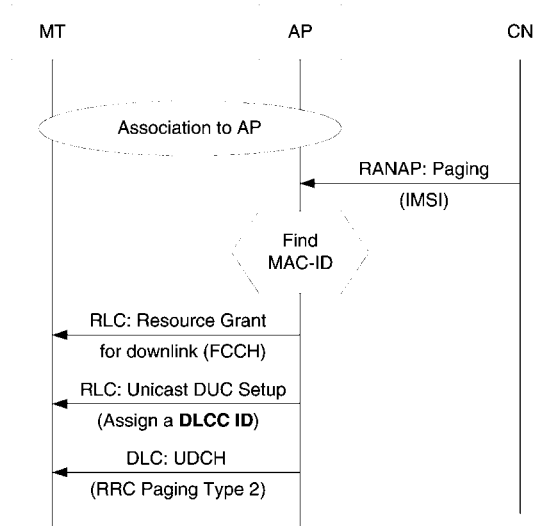 MT AP CN
Association to AP
RANAP: Paging
(IMSI)
Find
MAC-ID
RLC: Resource Grant
for downlink (FCCH)
RLC: Unicast DUC Setup
(Assign a DLCC ID)
DLC: UDCH
(RRC Paging Type 2)